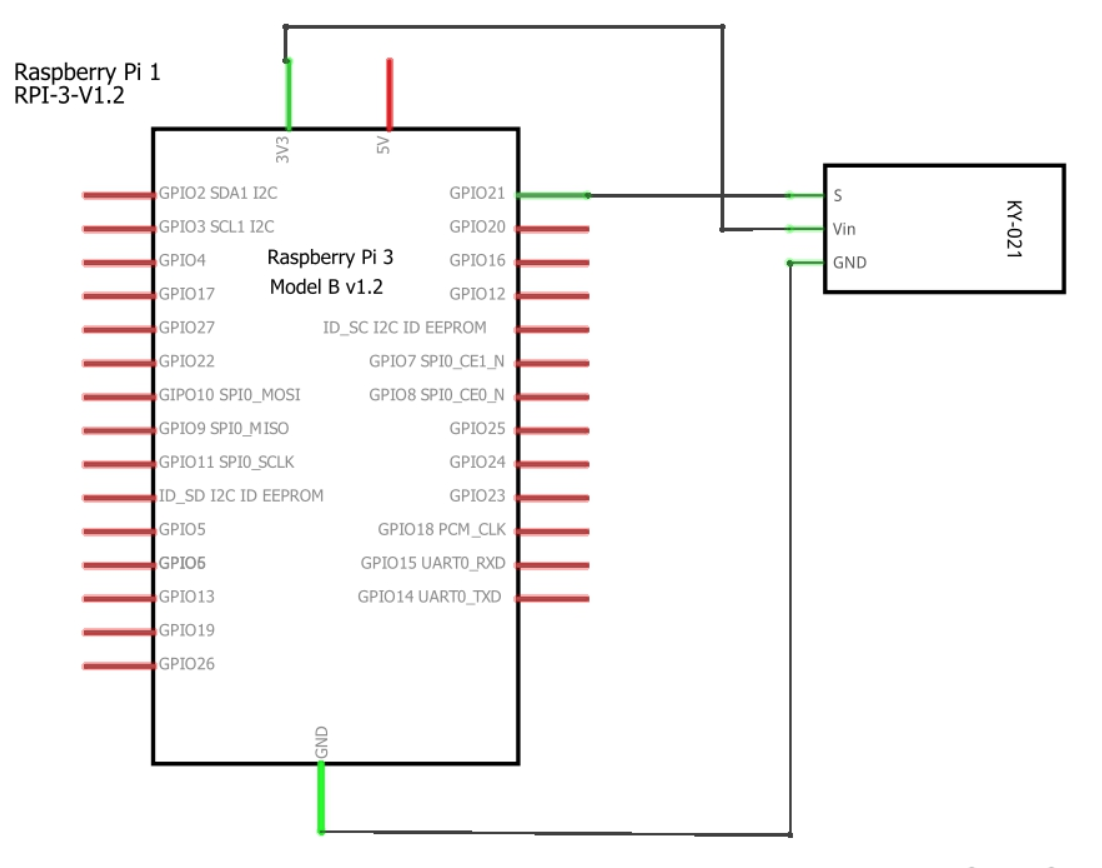 Raspberry Pi 1
RPI-3-V1.2
3V3
5V
GPIO2 SDA1 I2C
GPIO21
S
KY-021
GPIO3 SCL1 I2C
GPIO20
Vin
GPIO4
Raspberry Pi 3
GPIO16
GND
Model B v1.2
GPIO17
GPIO12
GPIO27
ID_SC I2C ID EEPROM
GPIO22
GPIO7 SPI0_CE1_N
GIPO10 SPI0_MOSI
GPIO8 SPI0_CE0_N
GPIO9 SPI0_MISO
GPIO25
GPIO11 SPI0_SCLK
GPIO24
ID_SD I2C ID EEPROM
GPIO23
GPIO5
GPIO18 PCM_CLK
GPIO6
GPIO15 UART0_RXD
GPIO13
GPIO14 UART0_TXD
GPIO19
GPIO26
GND